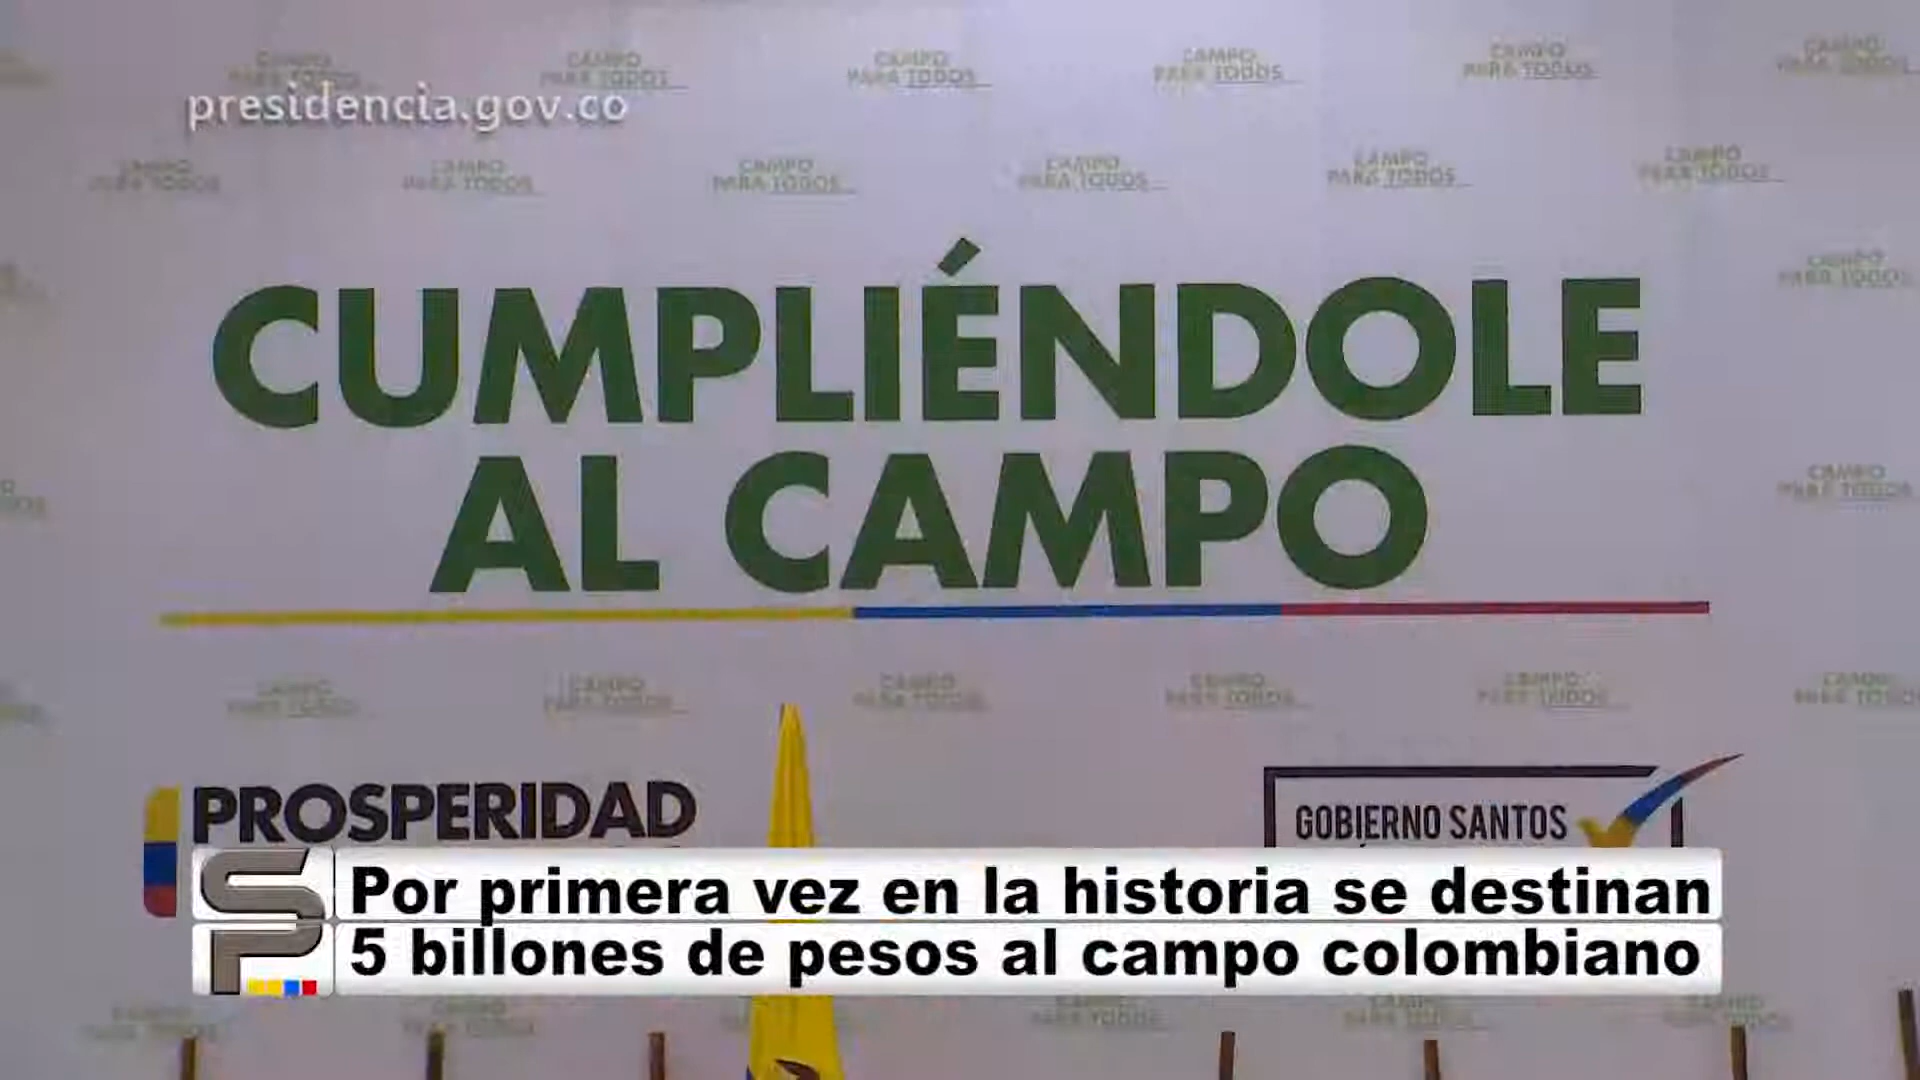 presidencia.gov.co
CAMPO
PARA TODOS
CUMPLIÉNDOLE
AL CAMPO
PROSPERIDAD
GOBIERNO SANTOS
SP
Por primera vez en la historia se destinan
5 billones de pesos al campo colombiano